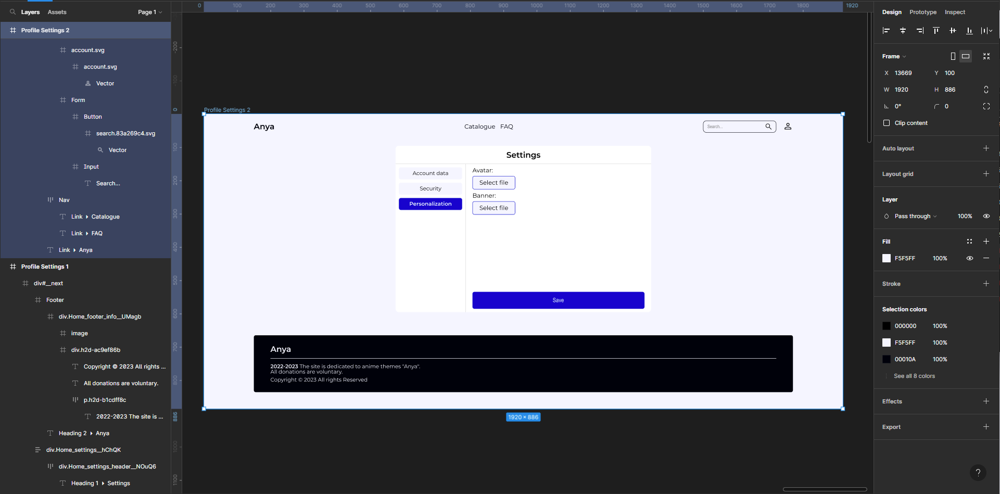 Layers
Assets
Page 1
Profile Settings 2
account.svg
account.svg
Vector
Form
Button
search.83a269c4.svg
Vector
Input
Search...
Nav
Link ▸ Catalogue
Link ▸ FAQ
Link ▸ Anya
Profile Settings 1
div#__next
Footer
div.Home_footer_info__UMagb
image
div.h2d-ac9ef86b
Copyright © 2023 All rights ...
All donations are voluntary.
p.h2d-b1cdff8c
2022-2023 The site is ...
Heading 2 ▸ Anya
div.Home_settings__hChQK
div.Home_settings_header__NOuQ6
Heading 1 ▸ Settings
0 100 200 300 400 500 600 700 800 900 1000 1100 1200 1300 1400 1500 1600 1700 1800 1920
-200
-100
0
100
200
300
400
500
600
700
800
886
1000
1100
Profile Settings 2
Anya
Catalogue FAQ
Search...
Settings
Account data
Security
Personalization
Avatar:
Select file
Banner:
Select file
Save
Anya
2022-2023 The site is dedicated to anime themes "Anya".
All donations are voluntary.
Copyright © 2023 All rights Reserved
1920 × 886
Design
Prototype
Inspect
Frame
X 13669 Y 100
W 1920 H 886
0° 0
Clip content
Auto layout
Layout grid
Layer
Pass through 100%
Fill
F5F5FF 100%
Stroke
Selection colors
000000 100%
F5F5FF 100%
00010A 100%
See all 8 colors
Effects
Export
?